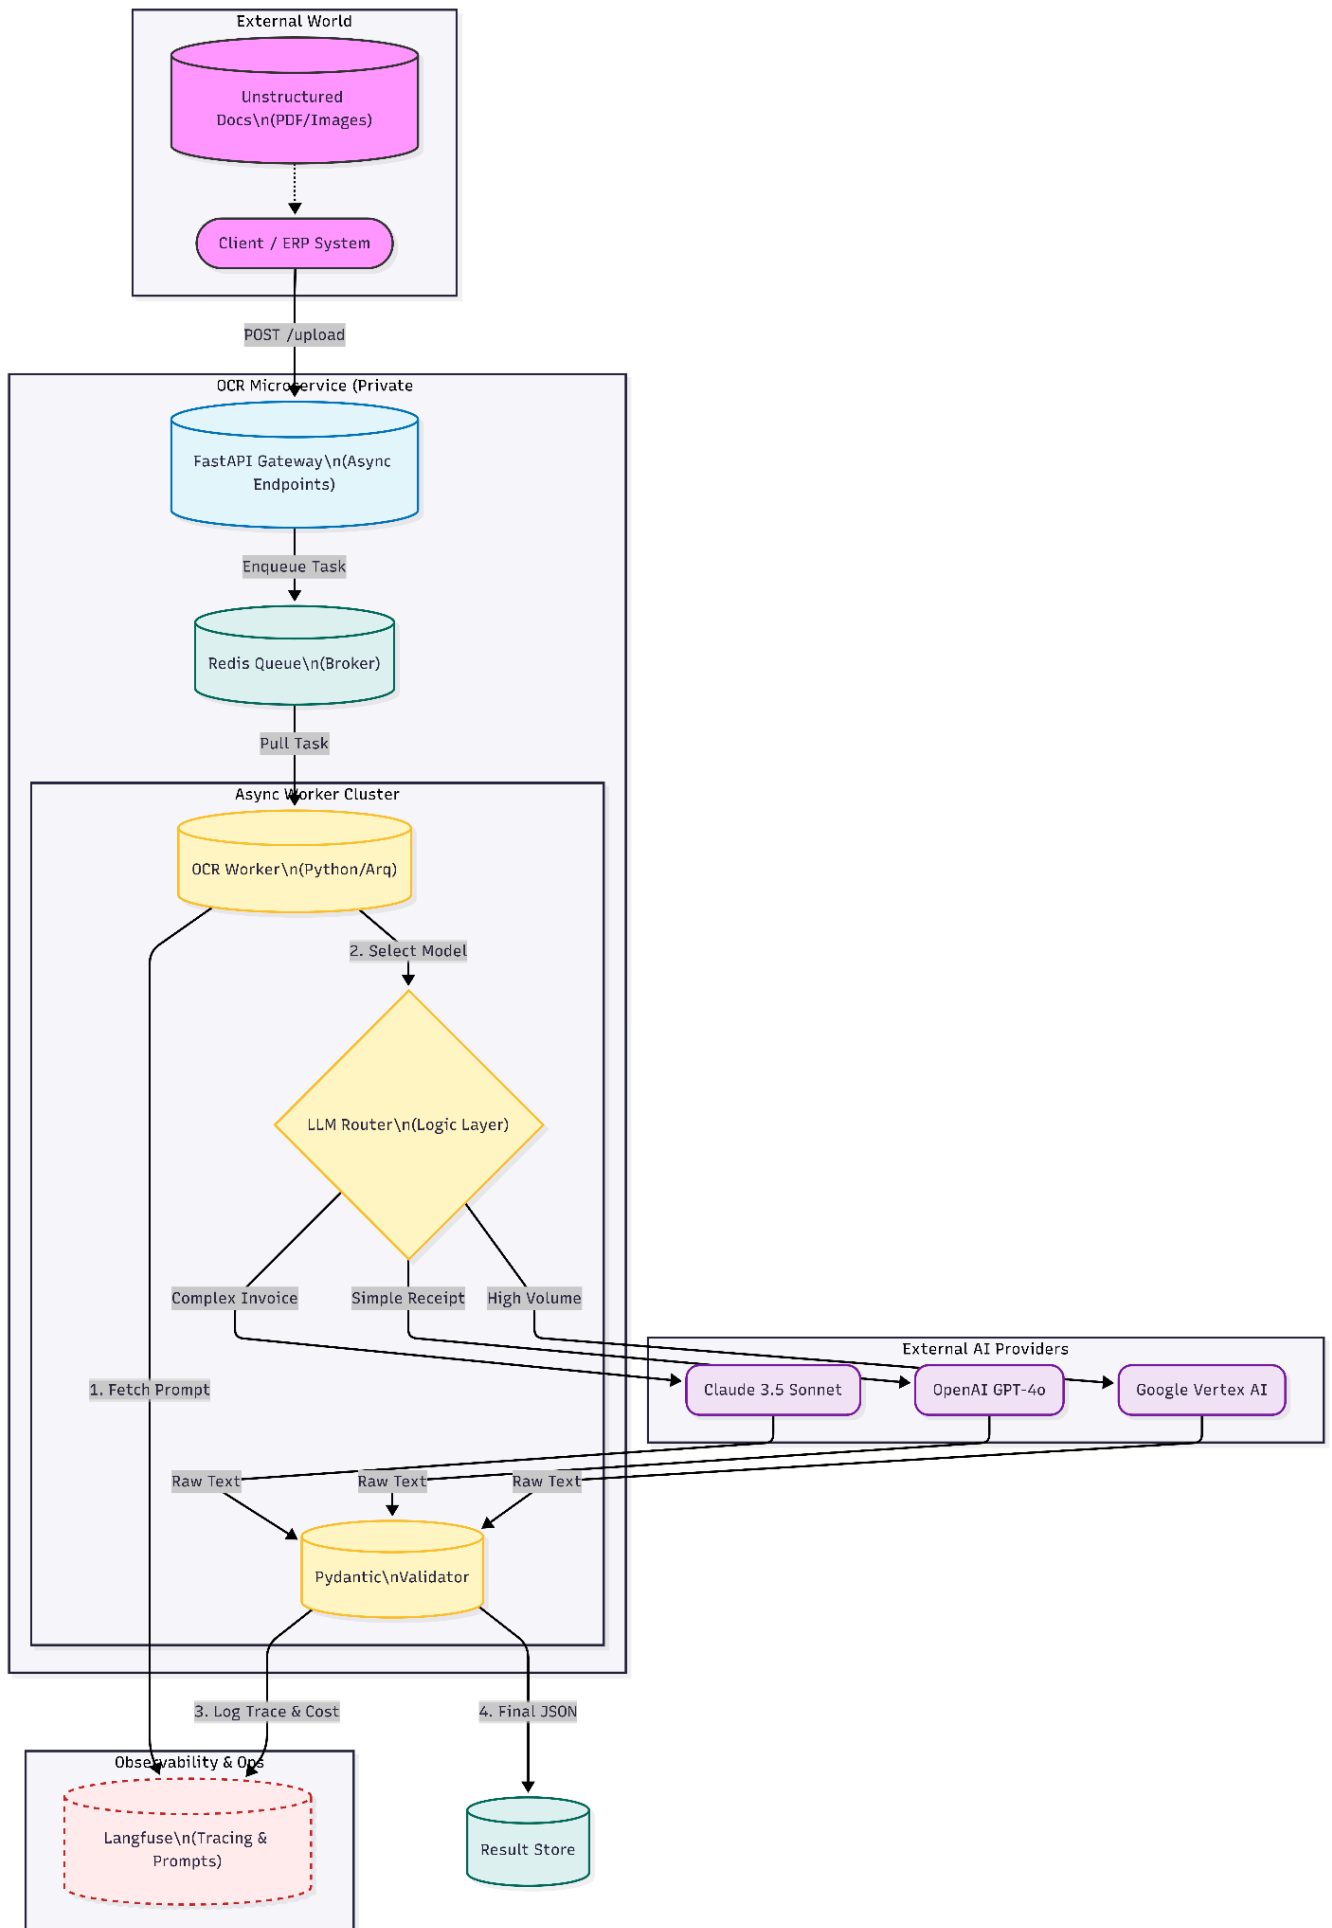 External World
Unstructured
Docs\n(PDF/Images)
Client / ERP System
POST /upload
OCR Microservice (Private
FastAPI Gateway\n(Async
Endpoints)
Enqueue Task
Redis Queue\n(Broker)
Pull Task
Async Worker Cluster
OCR Worker\n(Python/Arq)
2. Select Model
LLM Router\n(Logic Layer)
Complex Invoice
Simple Receipt
High Volume
External AI Providers
Claude 3.5 Sonnet
OpenAI GPT-4o
Google Vertex AI
1. Fetch Prompt
Raw Text
Raw Text
Raw Text
Pydantic\nValidator
3. Log Trace & Cost
4. Final JSON
Observability & Ops
Langfuse\n(Tracing &
Prompts)
Result Store